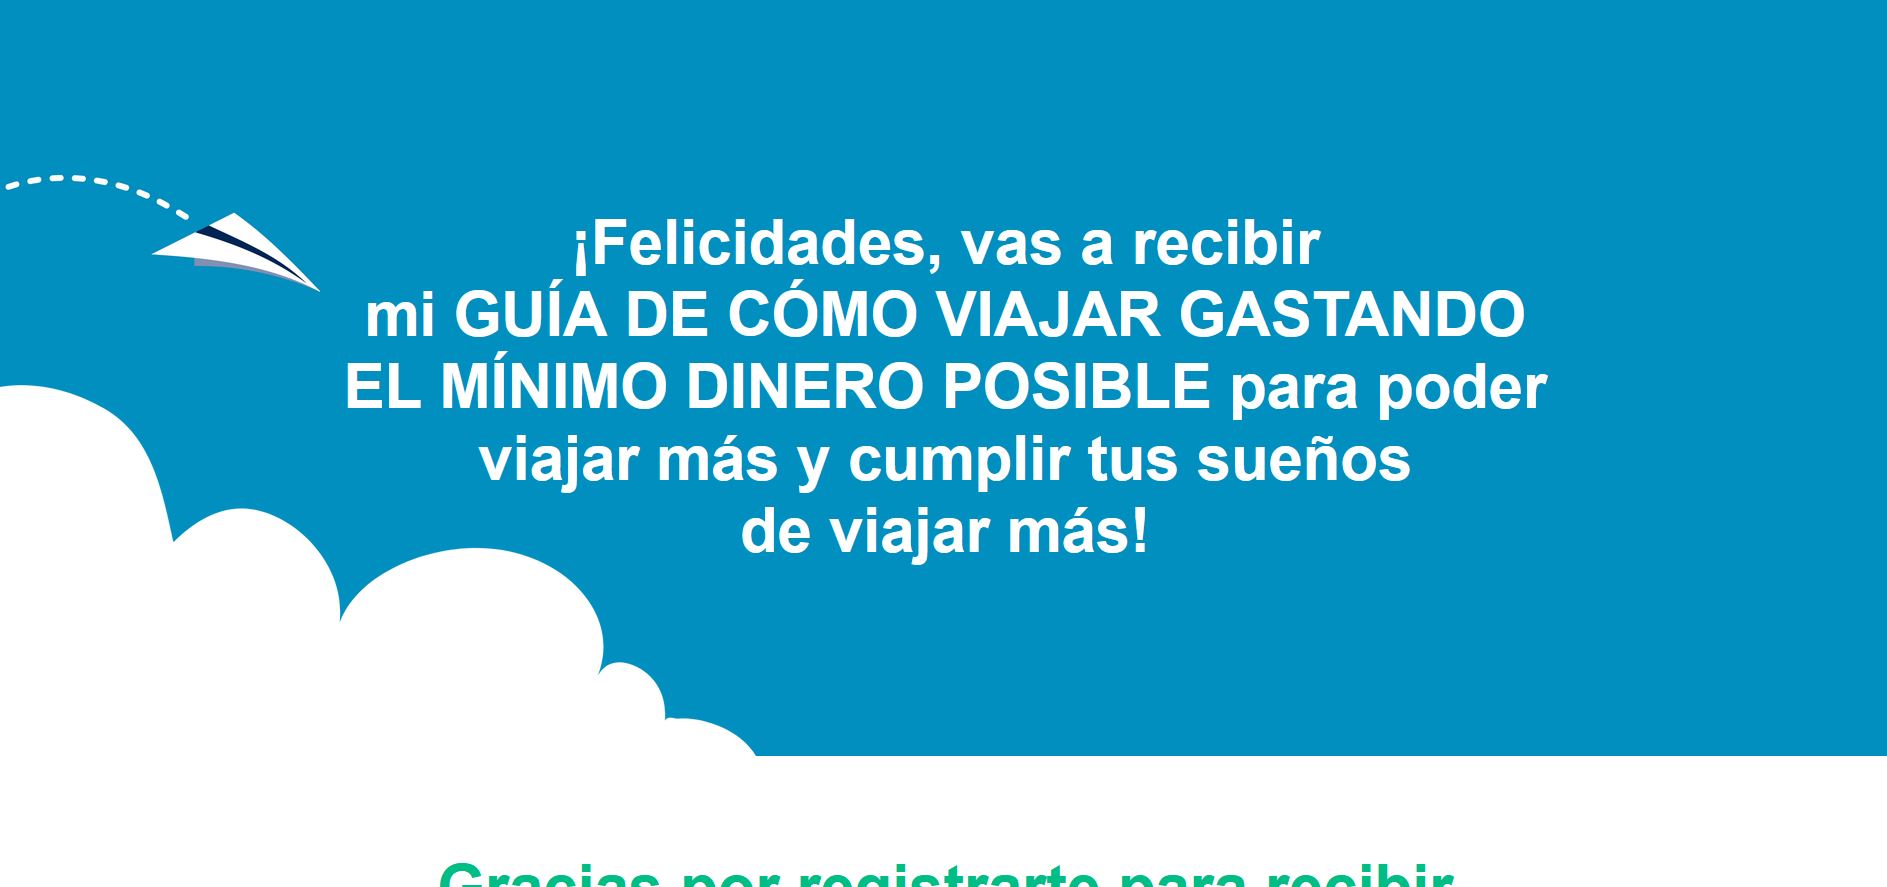 ¡Felicidades, vas a recibir
mi GUÍA DE CÓMO VIAJAR GASTANDO
EL MÍNIMO DINERO POSIBLE para poder
viajar más y cumplir tus sueños
de viajar más!
Gracias por registrarte para recibir